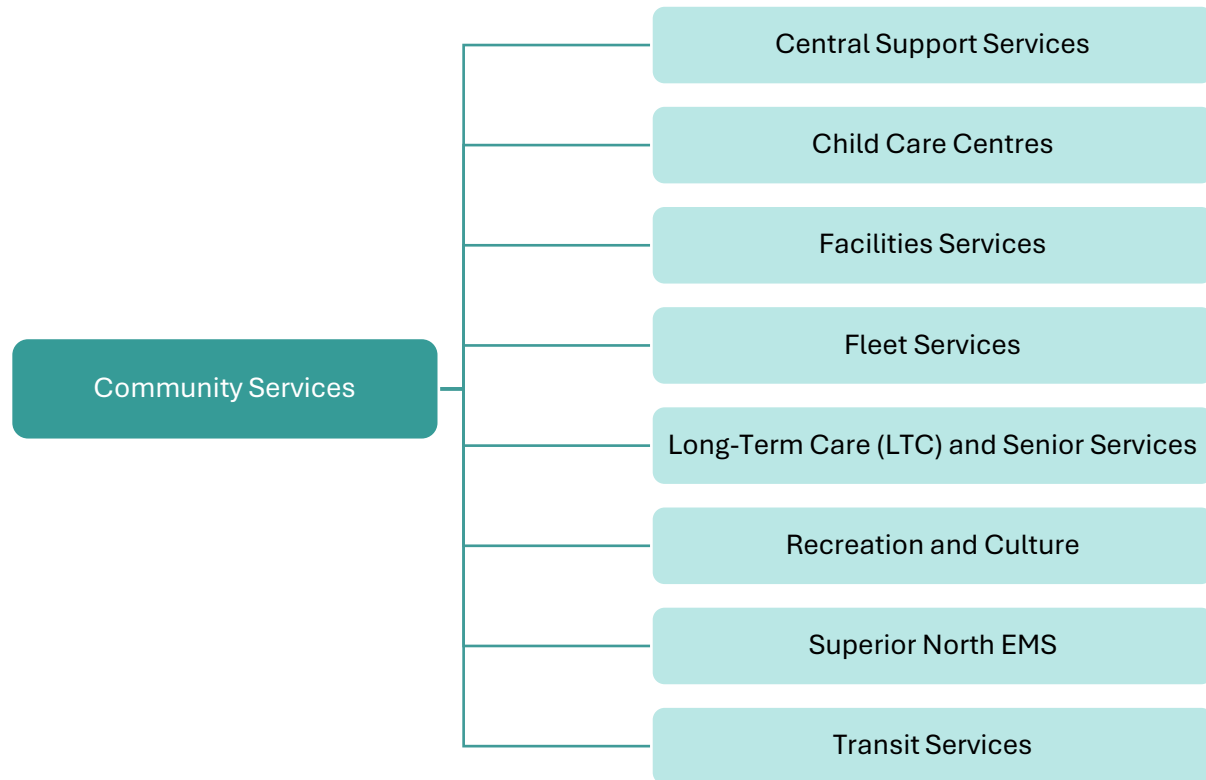 Central Support Services
Child Care Centres
Facilities Services
Fleet Services
Community Services
Long-Term Care (LTC) and Senior Services
Recreation and Culture
Superior North EMS
Transit Services